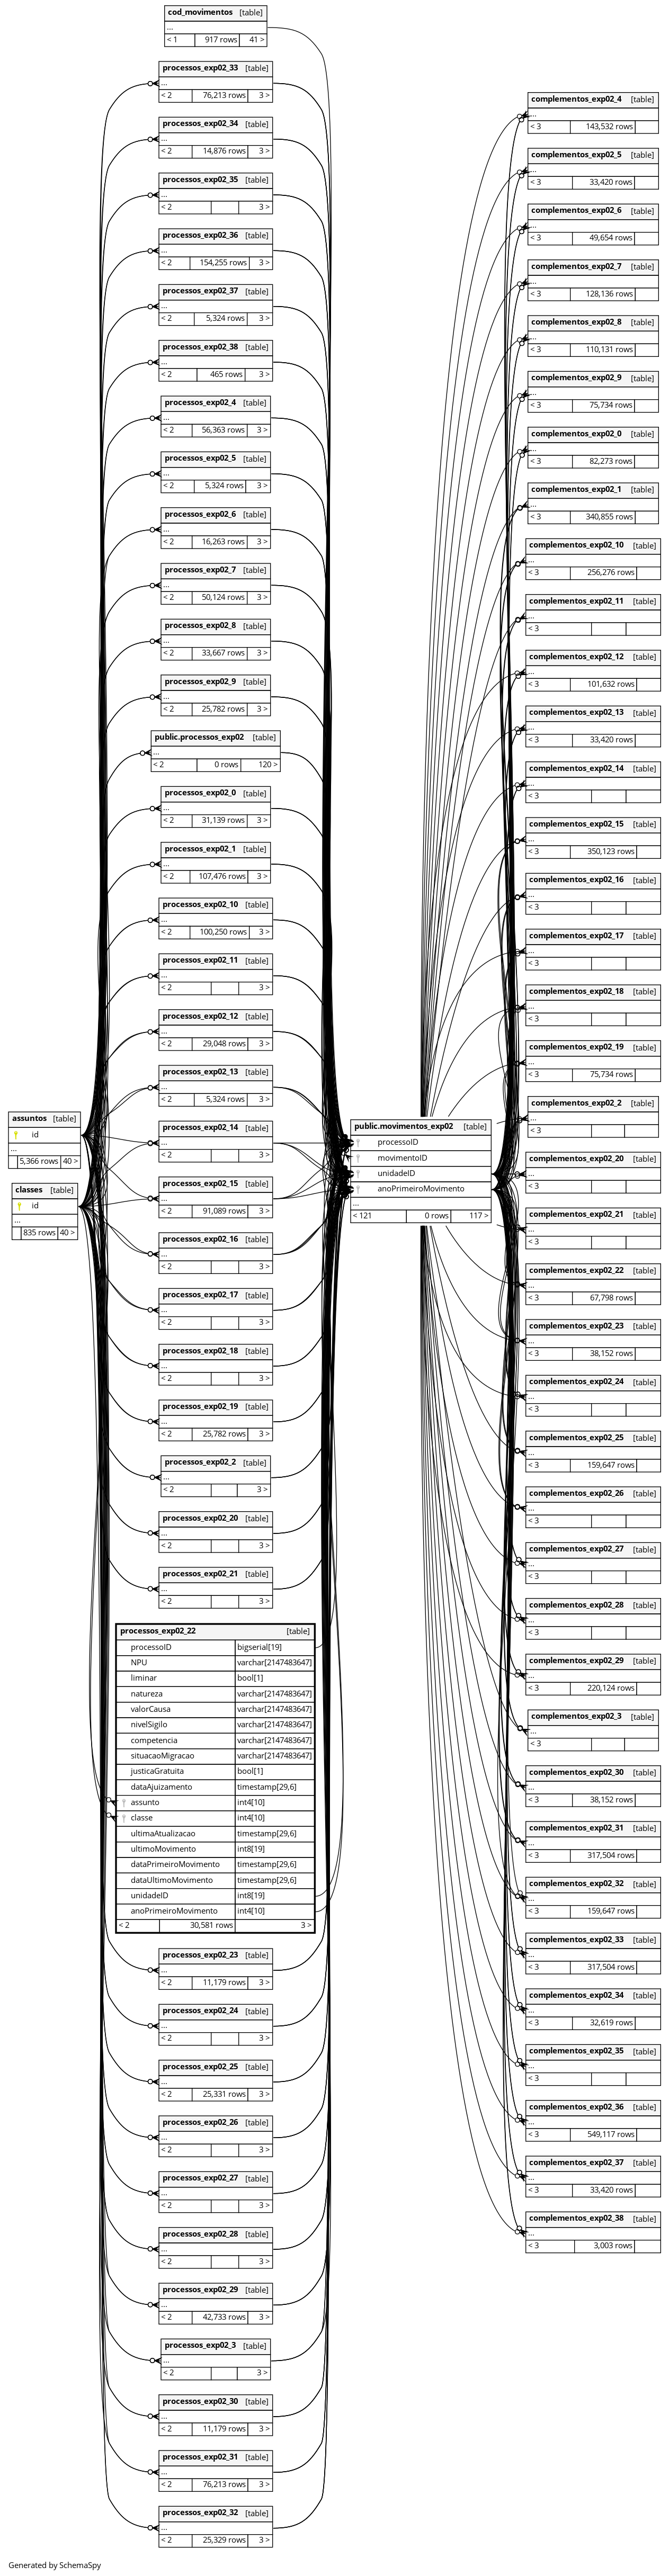 cod_movimentos [table]
...
< 1 917 rows 41 >
processos_exp02_33 [table]
...
< 2 76,213 rows 3 >
processos_exp02_34 [table]
...
< 2 14,876 rows 3 >
processos_exp02_35 [table]
...
< 2 3 >
processos_exp02_36 [table]
...
< 2 154,255 rows 3 >
processos_exp02_37 [table]
...
< 2 5,324 rows 3 >
processos_exp02_38 [table]
...
< 2 465 rows 3 >
processos_exp02_4 [table]
...
< 2 56,363 rows 3 >
processos_exp02_5 [table]
...
< 2 5,324 rows 3 >
processos_exp02_6 [table]
...
< 2 16,263 rows 3 >
processos_exp02_7 [table]
...
< 2 50,124 rows 3 >
processos_exp02_8 [table]
...
< 2 33,667 rows 3 >
processos_exp02_9 [table]
...
< 2 25,782 rows 3 >
public.processos_exp02 [table]
...
< 2 0 rows 120 >
processos_exp02_0 [table]
...
< 2 31,139 rows 3 >
processos_exp02_1 [table]
...
< 2 107,476 rows 3 >
processos_exp02_10 [table]
...
< 2 100,250 rows 3 >
processos_exp02_11 [table]
...
< 2 3 >
processos_exp02_12 [table]
...
< 2 29,048 rows 3 >
processos_exp02_13 [table]
...
< 2 5,324 rows 3 >
processos_exp02_14 [table]
...
< 2 3 >
processos_exp02_15 [table]
...
< 2 91,089 rows 3 >
processos_exp02_16 [table]
...
< 2 3 >
processos_exp02_17 [table]
...
< 2 3 >
processos_exp02_18 [table]
...
< 2 3 >
processos_exp02_19 [table]
...
< 2 25,782 rows 3 >
processos_exp02_2 [table]
...
< 2 3 >
processos_exp02_20 [table]
...
< 2 3 >
processos_exp02_21 [table]
...
< 2 3 >
processos_exp02_22 [table]
processoID bigserial[19]
NPU varchar[2147483647]
liminar bool[1]
natureza varchar[2147483647]
valorCausa varchar[2147483647]
nivelSigilo varchar[2147483647]
competencia varchar[2147483647]
situacaoMigracao varchar[2147483647]
justicaGratuita bool[1]
dataAjuizamento timestamp[29,6]
assunto int4[10]
classe int4[10]
ultimaAtualizacao timestamp[29,6]
ultimoMovimento int8[19]
dataPrimeiroMovimento timestamp[29,6]
dataUltimoMovimento timestamp[29,6]
unidadeID int8[19]
anoPrimeiroMovimento int4[10]
< 2 30,581 rows 3 >
processos_exp02_23 [table]
...
< 2 11,179 rows 3 >
processos_exp02_24 [table]
...
< 2 3 >
processos_exp02_25 [table]
...
< 2 25,331 rows 3 >
processos_exp02_26 [table]
...
< 2 3 >
processos_exp02_27 [table]
...
< 2 3 >
processos_exp02_28 [table]
...
< 2 3 >
processos_exp02_29 [table]
...
< 2 42,733 rows 3 >
processos_exp02_3 [table]
...
< 2 3 >
processos_exp02_30 [table]
...
< 2 11,179 rows 3 >
processos_exp02_31 [table]
...
< 2 76,213 rows 3 >
processos_exp02_32 [table]
...
< 2 25,329 rows 3 >
assuntos [table]
id
...
5,366 rows 40 >
classes [table]
id
...
835 rows 40 >
public.movimentos_exp02 [table]
processoID
movimentoID
unidadeID
anoPrimeiroMovimento
...
< 121 0 rows 117 >
complementos_exp02_4 [table]
...
< 3 143,532 rows
complementos_exp02_5 [table]
...
< 3 33,420 rows
complementos_exp02_6 [table]
...
< 3 49,654 rows
complementos_exp02_7 [table]
...
< 3 128,136 rows
complementos_exp02_8 [table]
...
< 3 110,131 rows
complementos_exp02_9 [table]
...
< 3 75,734 rows
complementos_exp02_0 [table]
...
< 3 82,273 rows
complementos_exp02_1 [table]
...
< 3 340,855 rows
complementos_exp02_10 [table]
...
< 3 256,276 rows
complementos_exp02_11 [table]
...
< 3
complementos_exp02_12 [table]
...
< 3 101,632 rows
complementos_exp02_13 [table]
...
< 3 33,420 rows
complementos_exp02_14 [table]
...
< 3
complementos_exp02_15 [table]
...
< 3 350,123 rows
complementos_exp02_16 [table]
...
< 3
complementos_exp02_17 [table]
...
< 3
complementos_exp02_18 [table]
...
< 3
complementos_exp02_19 [table]
...
< 3 75,734 rows
complementos_exp02_2 [table]
...
< 3
complementos_exp02_20 [table]
...
< 3
complementos_exp02_21 [table]
...
< 3
complementos_exp02_22 [table]
...
< 3 67,798 rows
complementos_exp02_23 [table]
...
< 3 38,152 rows
complementos_exp02_24 [table]
...
< 3
complementos_exp02_25 [table]
...
< 3 159,647 rows
complementos_exp02_26 [table]
...
< 3
complementos_exp02_27 [table]
...
< 3
complementos_exp02_28 [table]
...
< 3
complementos_exp02_29 [table]
...
< 3 220,124 rows
complementos_exp02_3 [table]
...
< 3
complementos_exp02_30 [table]
...
< 3 38,152 rows
complementos_exp02_31 [table]
...
< 3 317,504 rows
complementos_exp02_32 [table]
...
< 3 159,647 rows
complementos_exp02_33 [table]
...
< 3 317,504 rows
complementos_exp02_34 [table]
...
< 3 32,619 rows
complementos_exp02_35 [table]
...
< 3
complementos_exp02_36 [table]
...
< 3 549,117 rows
complementos_exp02_37 [table]
...
< 3 33,420 rows
complementos_exp02_38 [table]
...
< 3 3,003 rows
Generated by SchemaSpy